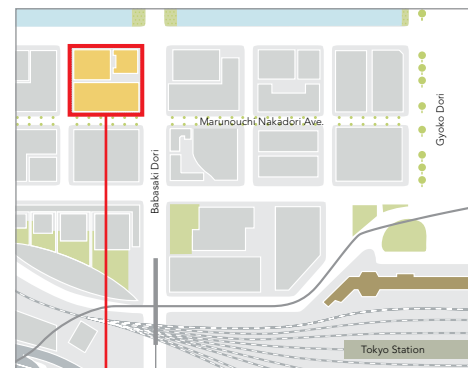 Marunouchi Nakadori Ave.
Gyoko Dori
Babasaki Dori
Tokyo Station